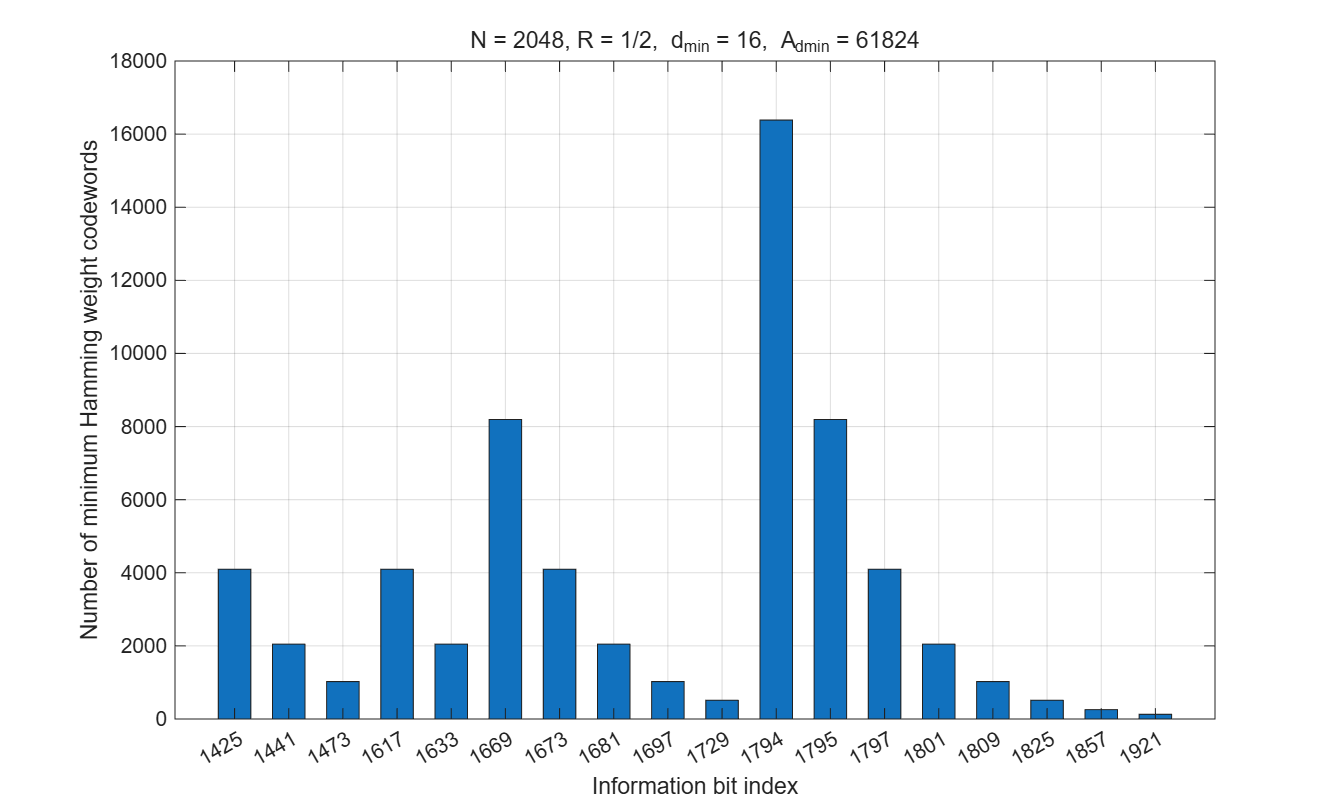 N = 2048, R = 1/2, dmin = 16, Admin = 61824
18000
16000
14000
12000
10000
8000
6000
4000
2000
0
Number of minimum Hamming weight codewords
1425 1441 1473 1617 1633 1669 1673 1681 1697 1729 1794 1795 1797 1801 1809 1825 1857 1921
Information bit index